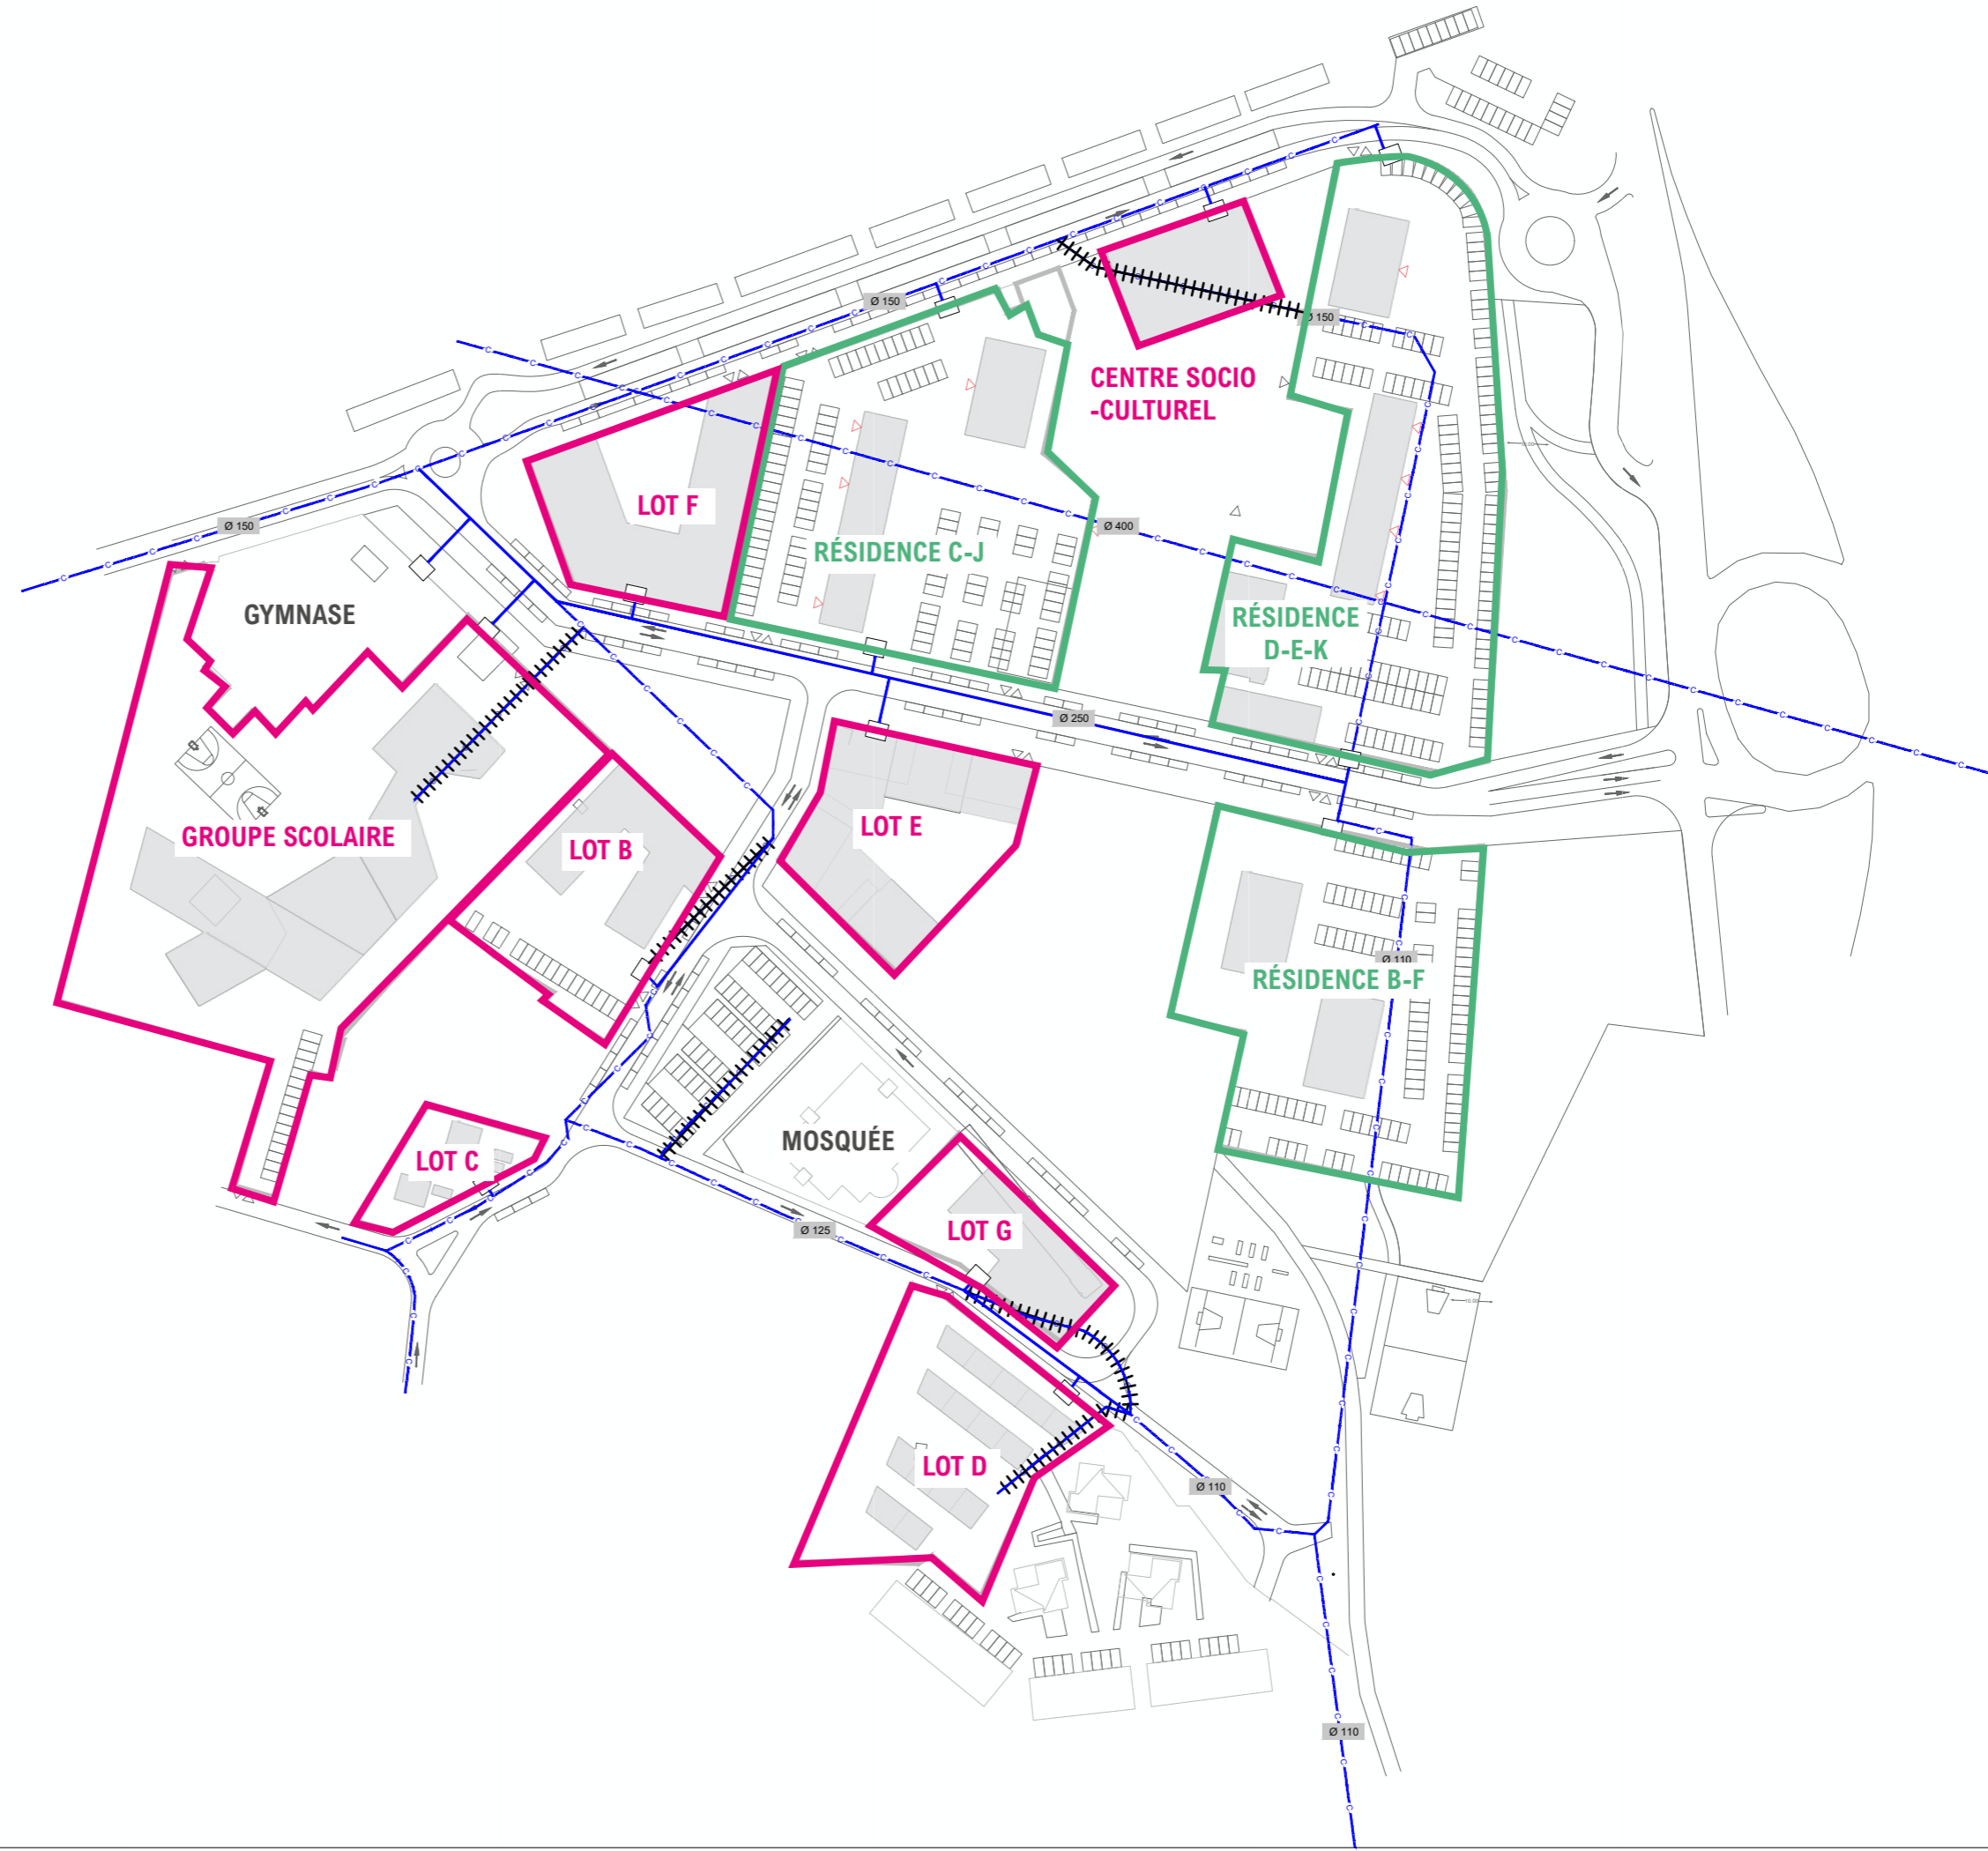 Ø 150
Ø 150
CENTRE SOCIO
-CULTUREL
LOT F
Ø 150
Ø 400
RÉSIDENCE C-J
GYMNASE
RÉSIDENCE
D-E-K
Ø 250
GROUPE SCOLAIRE
LOT B
LOT E
Ø 110
RÉSIDENCE B-F
MOSQUÉE
LOT C
Ø 125
LOT G
LOT D
Ø 110
Ø 110